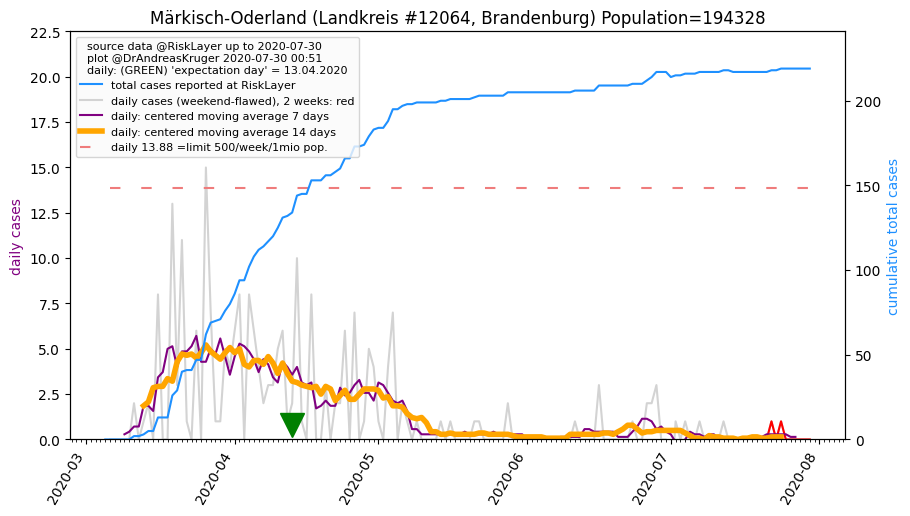 Märkisch-Oderland (Landkreis #12064, Brandenburg) Population=194328
source data @RiskLayer up to 2020-07-30
plot @DrAndreasKruger 2020-07-30 00:51
daily: (GREEN) 'expectation day' = 13.04.2020
total cases reported at RiskLayer
daily cases (weekend-flawed), 2 weeks: red
daily: centered moving average 7 days
daily: centered moving average 14 days
daily 13.88 =limit 500/week/1mio pop.
daily cases
22.5
20.0
17.5
15.0
12.5
10.0
7.5
5.0
2.5
0.0
200
150
100
50
0
cumulative total cases
2020-03
2020-04
2020-05
2020-06
2020-07
2020-08